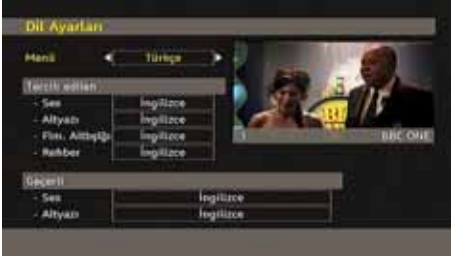 Dil Ayarları
Menü Türkçe
Tercih edilen
- Ses İngilizce
- Altyazı İngilizce
- Rehber İngilizce
1 BBC ONE
Geçerli
- Ses İngilizce
- Altyazı İngilizce